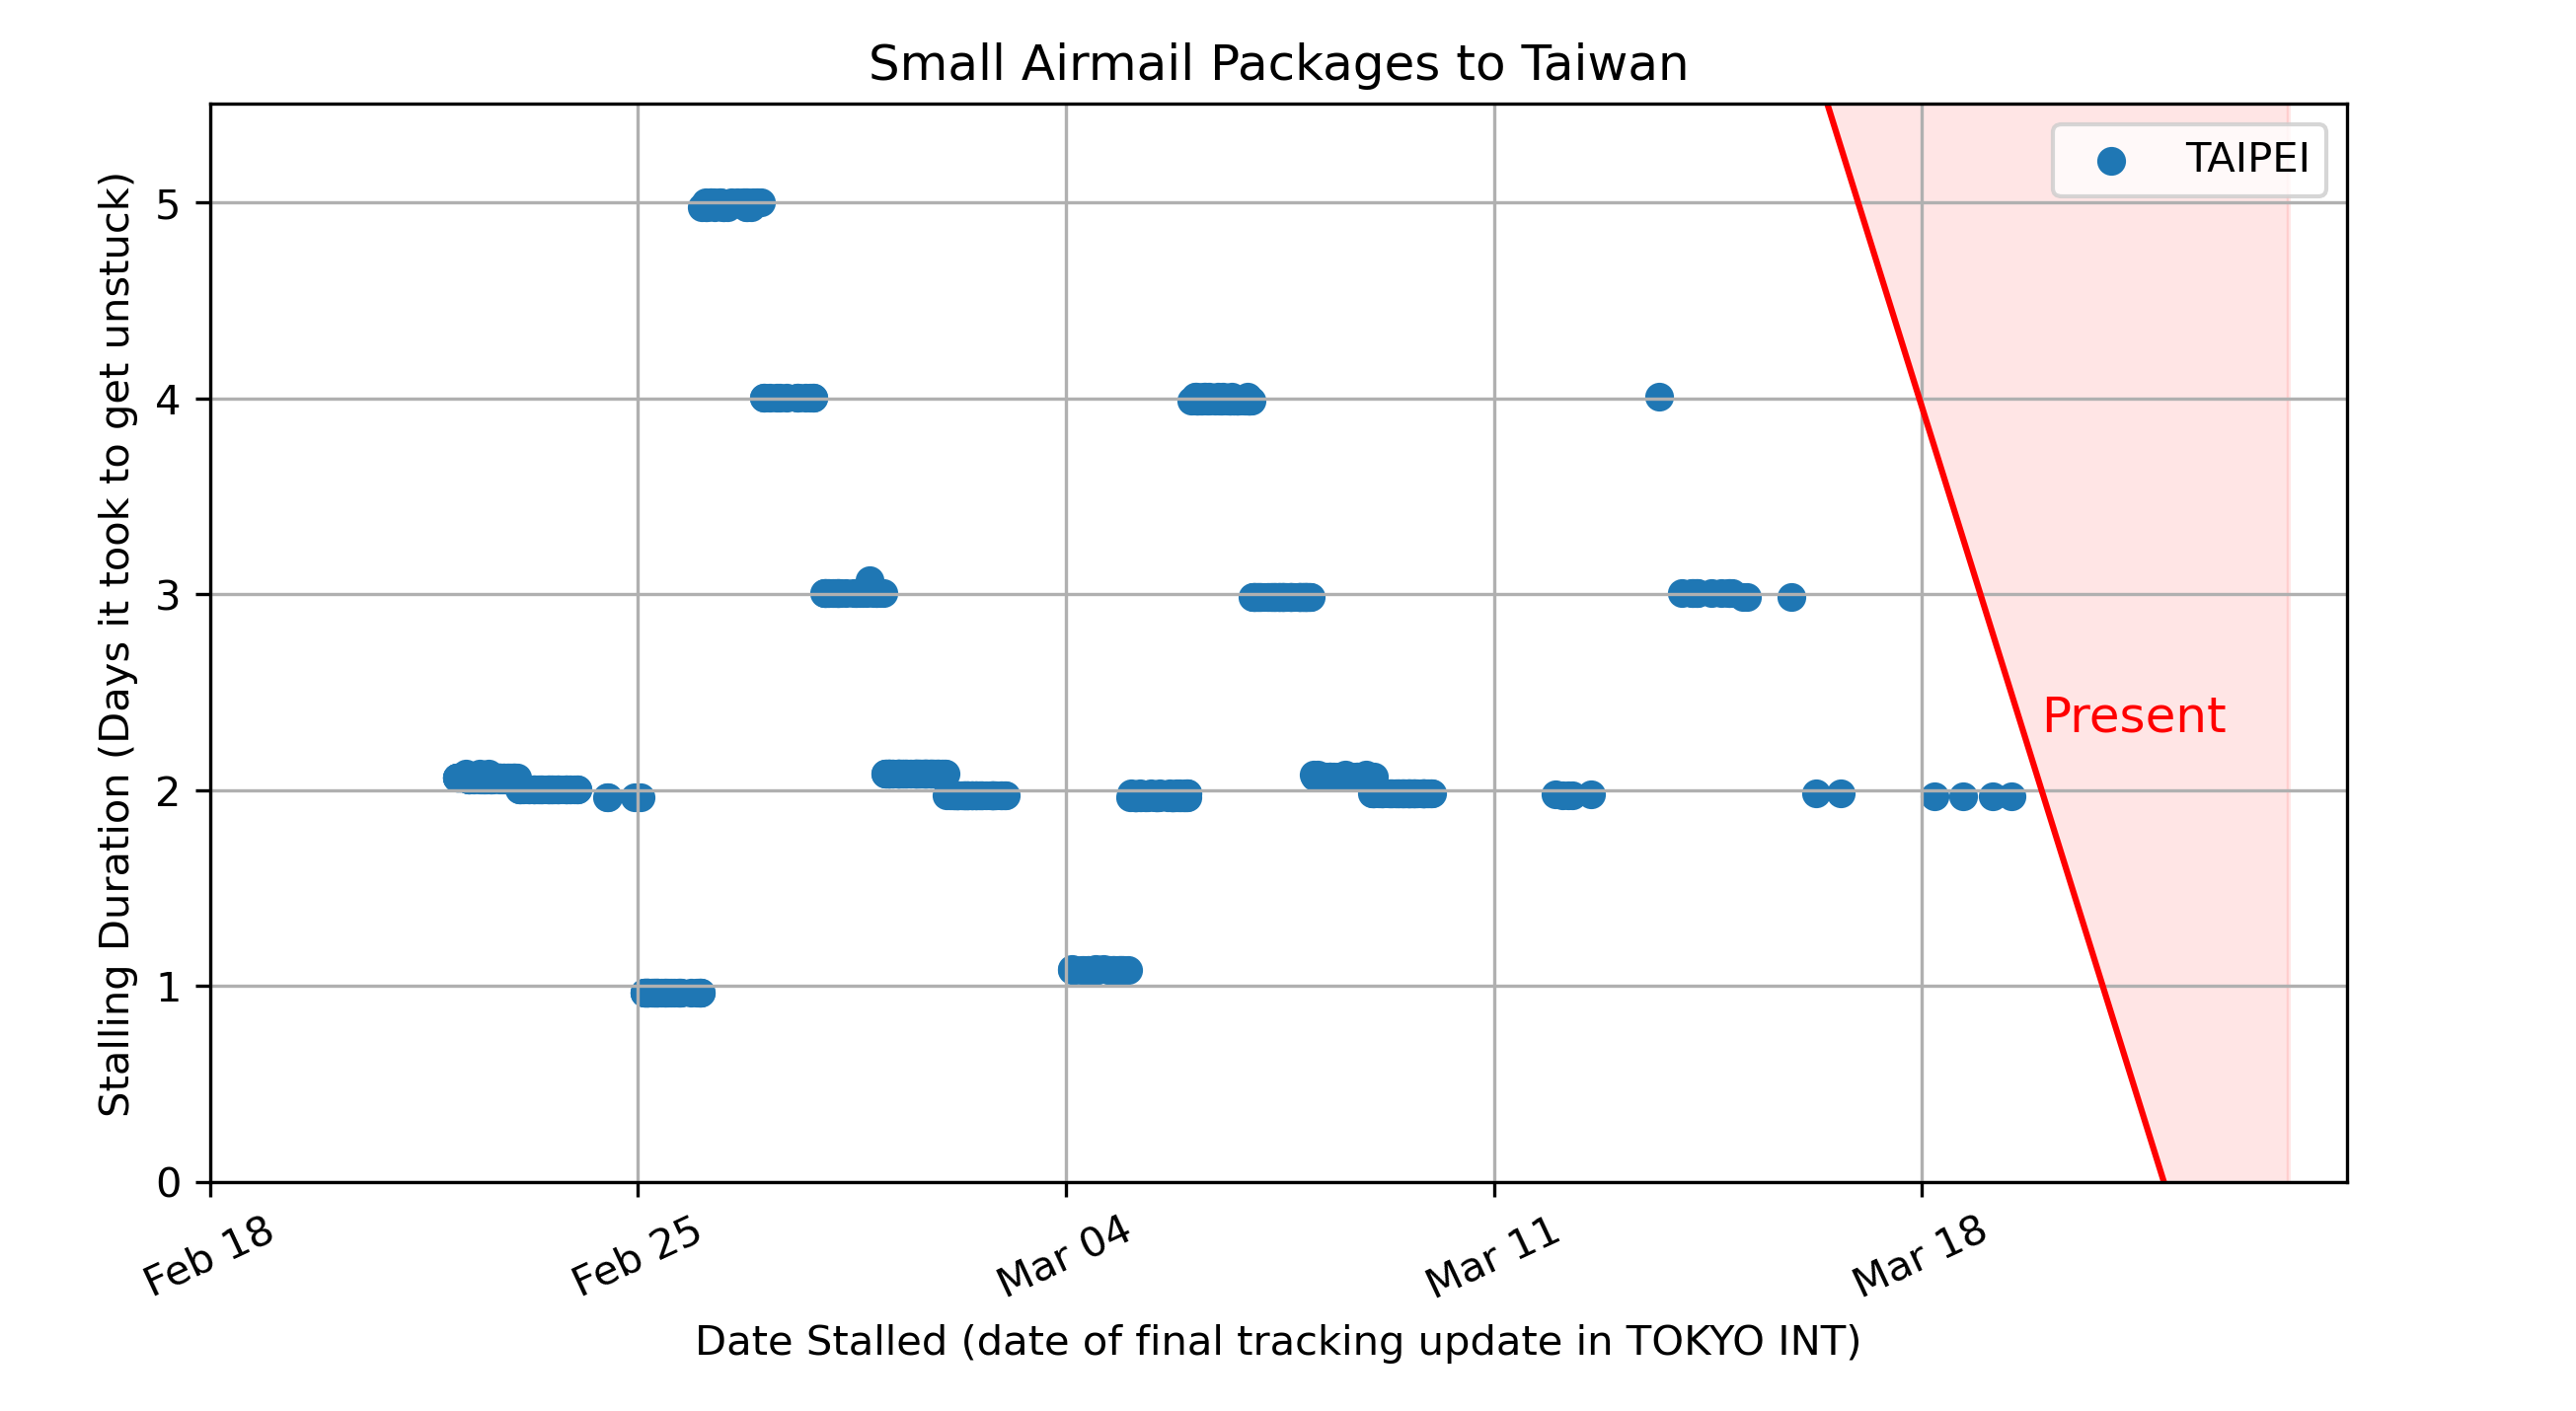 Small Airmail Packages to Taiwan
TAIPEI
Stalling Duration (Days it took to get unstuck)
5
4
3
2
1
0
Present
Feb 18
Feb 25
Mar 04
Mar 11
Mar 18
Date Stalled (date of final tracking update in TOKYO INT)